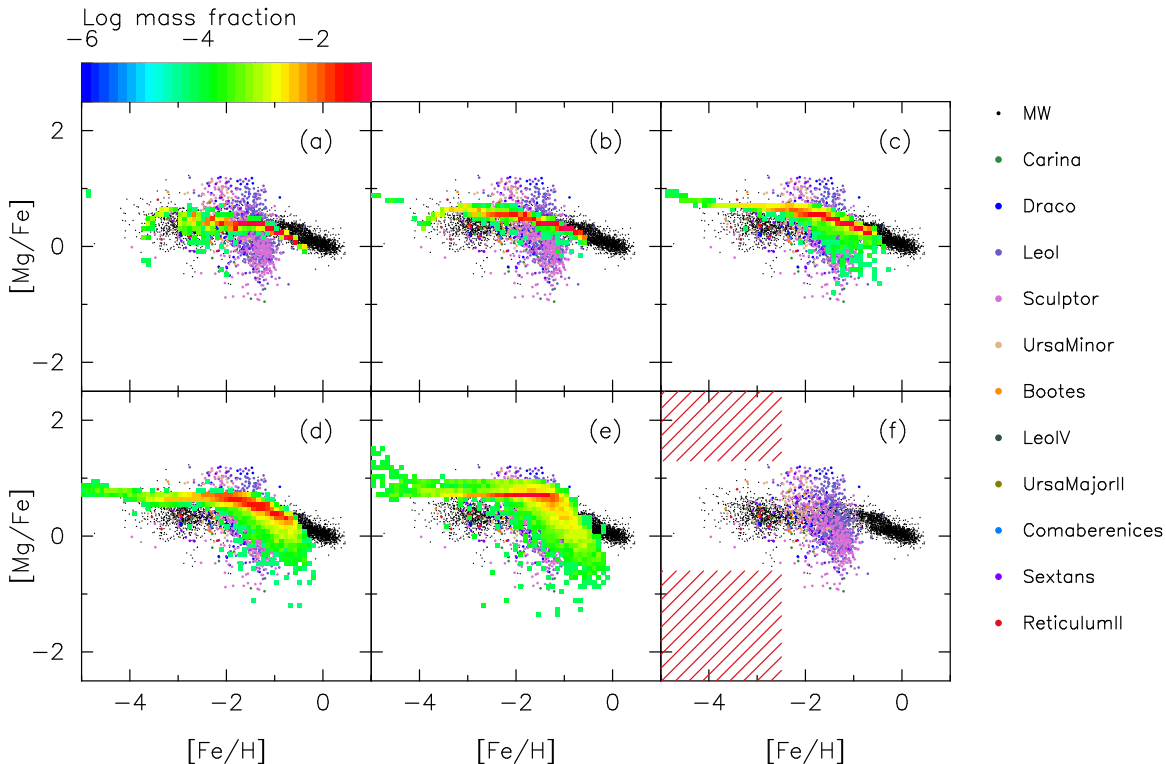 Log mass fraction
−6 −4 −2
(a) (b) (c)
2
0
−2
[Mg/Fe]
(d) (e) (f)
2
0
−2
[Mg/Fe]
−4 −2 0 −4 −2 0 −4 −2 0
[Fe/H] [Fe/H] [Fe/H]
MW
Carina
Draco
LeoI
Sculptor
UrsaMinor
Bootes
LeoIV
UrsaMajorII
Comaberenices
Sextans
ReticulumII